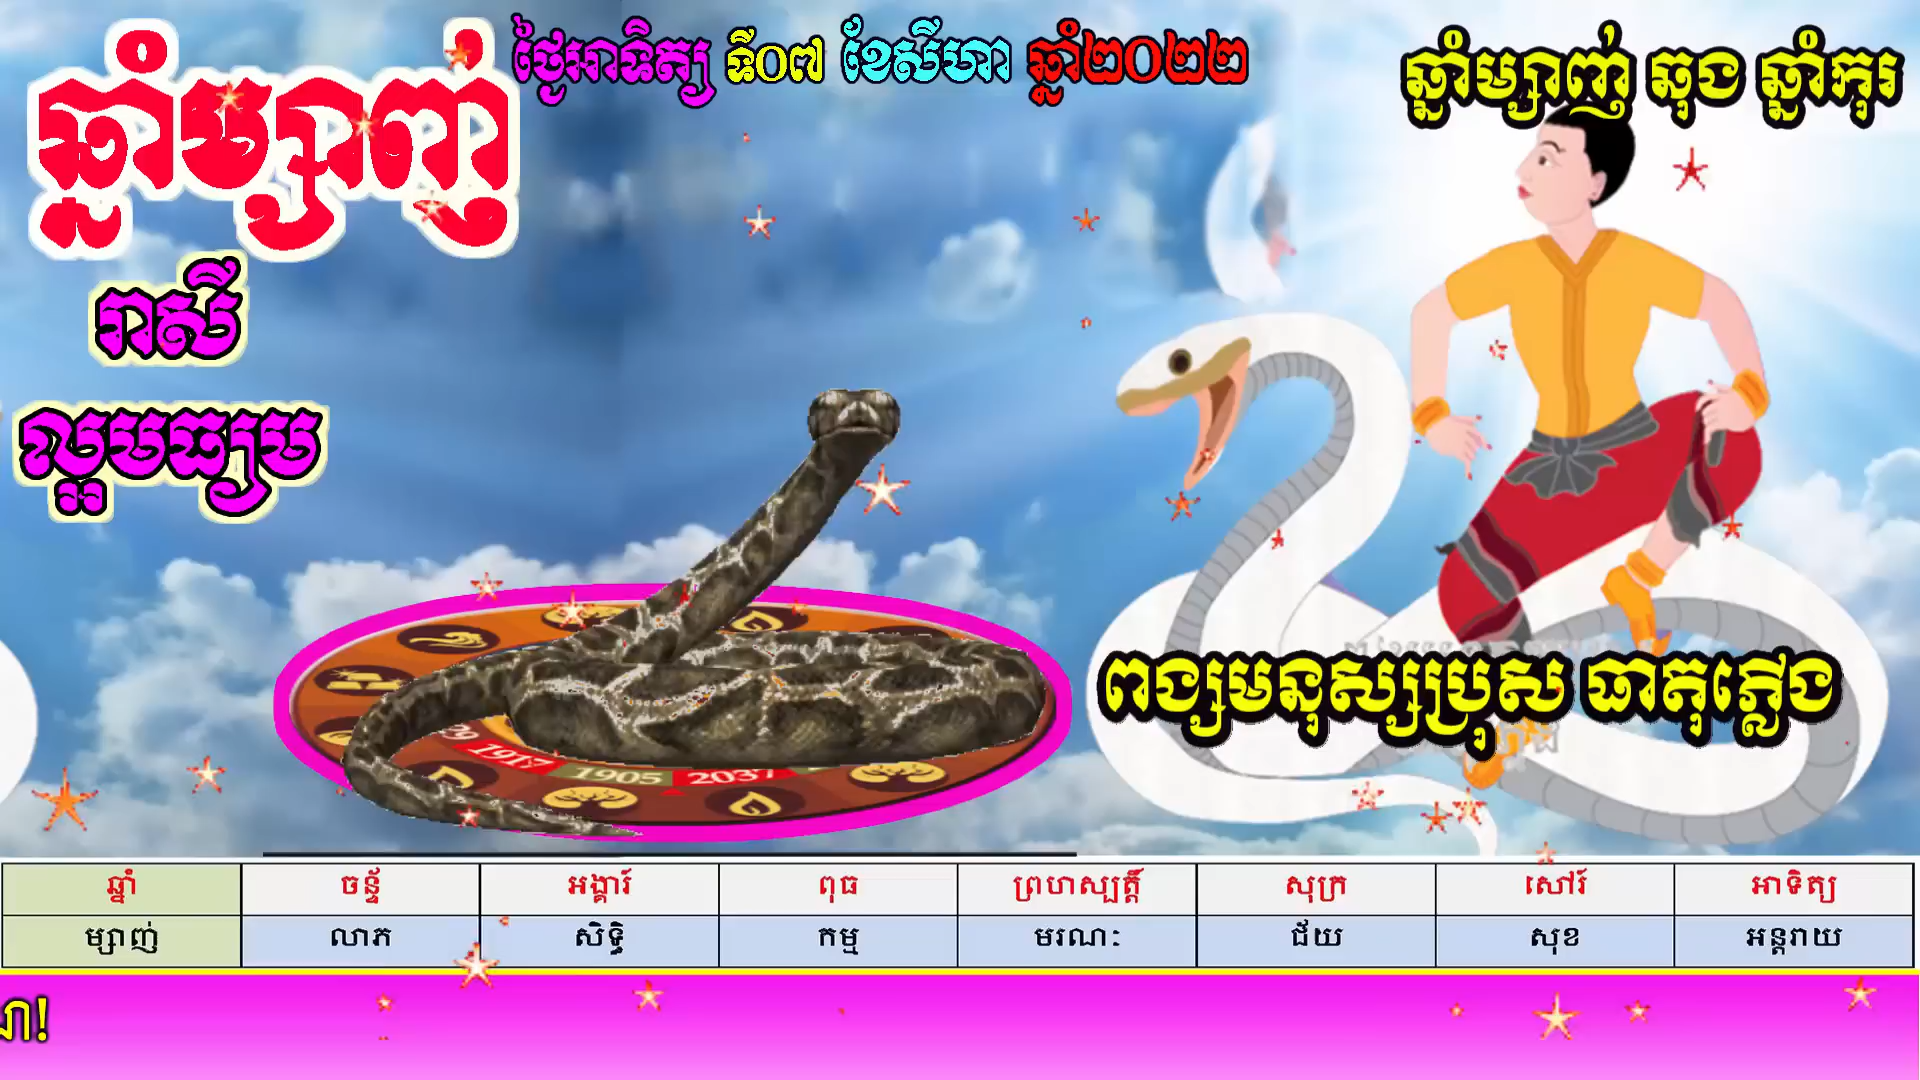 ថ្ងៃអាទិត្យ ទី០៧ ខែសីហា ឆ្នាំ២០២២
ឆ្នាំម្សាញ់
រាសី
ល្អមធ្យម
ឆ្នាំម្សាញ់ ឆុង ឆ្នាំកុរ
ពង្សមនុស្សប្រុស ធាតុភ្លើង
1917 1905 2037
ឆ្នាំ ចន្ទ័ អង្គារ៍ ពុធ ព្រហស្បត្តិ៍ សុក្រ សៅរ៍ អាទិត្យ
ម្សាញ់ លាភ សិទ្ធិ កម្ម មរណៈ ជ័យ សុខ អន្តរាយ